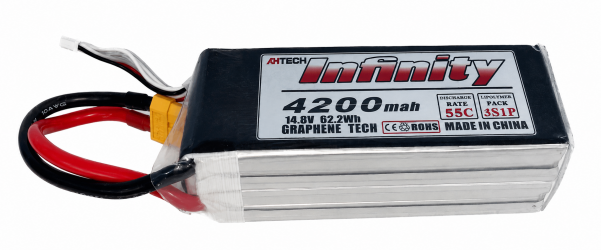 AHTECH
Infinity
4200mah
14.8V 62.2Wh
GRAPHENE TECH
CE ROHS
DISCHARGE
RATE
55C
LIPOLYMER
PACK
3S1P
MADE IN CHINA